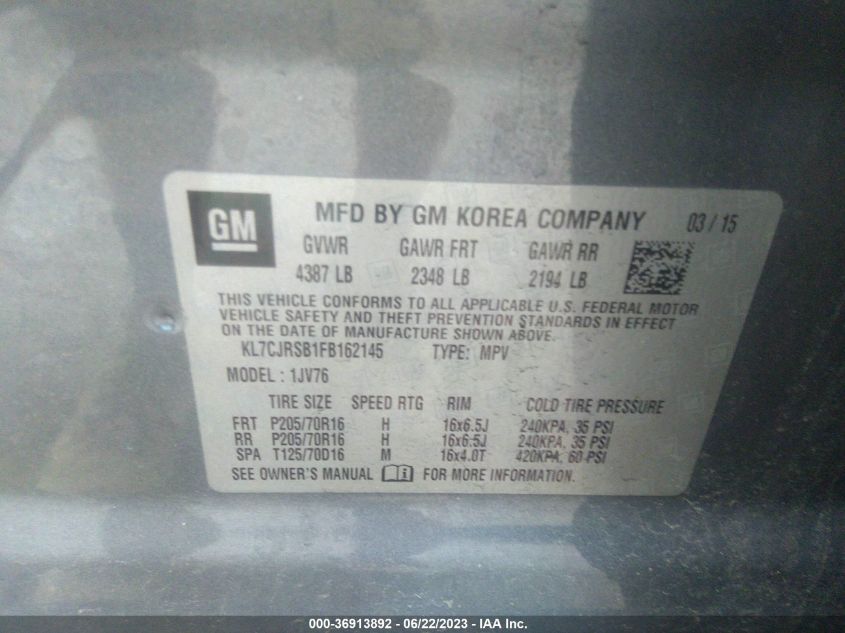 GM MFD BY GM KOREA COMPANY 03/15
GVWR GAWR FRT GAWR RR
4387 LB 2348 LB 2194 LB
THIS VEHICLE CONFORMS TO ALL APPLICABLE U.S. FEDERAL MOTOR
VEHICLE SAFETY AND THEFT PREVENTION STANDARDS IN EFFECT
ON THE DATE OF MANUFACTURE SHOWN ABOVE.
KL7CJRSB1FB162145 TYPE: MPV
MODEL : 1JV76
TIRE SIZE SPEED RTG RIM COLD TIRE PRESSURE
FRT P205/70R16 H 16x6.5J 240KPA, 35 PSI
RR P205/70R16 H 16x6.5J 240KPA, 35 PSI
SPA T125/70D16 M 16x4.0T 420KPA, 60 PSI
SEE OWNER'S MANUAL FOR MORE INFORMATION.
000-36913892 - 06/22/2023 - IAA Inc.